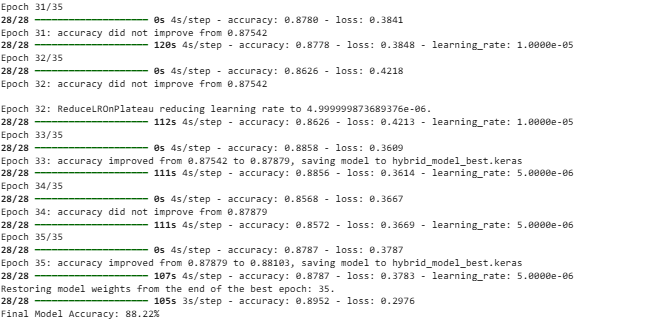 Epoch 31/35
28/28 ━━━━━━━━━━━━━━━━━━━━ 0s 4s/step - accuracy: 0.8780 - loss: 0.3841
Epoch 31: accuracy did not improve from 0.87542
28/28 ━━━━━━━━━━━━━━━━━━━━ 120s 4s/step - accuracy: 0.8778 - loss: 0.3848 - learning_rate: 1.0000e-05
Epoch 32/35
28/28 ━━━━━━━━━━━━━━━━━━━━ 0s 4s/step - accuracy: 0.8626 - loss: 0.4218
Epoch 32: accuracy did not improve from 0.87542
Epoch 32: ReduceLROnPlateau reducing learning rate to 4.999999873689376e-06.
28/28 ━━━━━━━━━━━━━━━━━━━━ 112s 4s/step - accuracy: 0.8626 - loss: 0.4213 - learning_rate: 1.0000e-05
Epoch 33/35
28/28 ━━━━━━━━━━━━━━━━━━━━ 0s 4s/step - accuracy: 0.8858 - loss: 0.3609
Epoch 33: accuracy improved from 0.87542 to 0.87879, saving model to hybrid_model_best.keras
28/28 ━━━━━━━━━━━━━━━━━━━━ 111s 4s/step - accuracy: 0.8856 - loss: 0.3614 - learning_rate: 5.0000e-06
Epoch 34/35
28/28 ━━━━━━━━━━━━━━━━━━━━ 0s 4s/step - accuracy: 0.8568 - loss: 0.3667
Epoch 34: accuracy did not improve from 0.87879
28/28 ━━━━━━━━━━━━━━━━━━━━ 111s 4s/step - accuracy: 0.8572 - loss: 0.3669 - learning_rate: 5.0000e-06
Epoch 35/35
28/28 ━━━━━━━━━━━━━━━━━━━━ 0s 4s/step - accuracy: 0.8787 - loss: 0.3787
Epoch 35: accuracy improved from 0.87879 to 0.88103, saving model to hybrid_model_best.keras
28/28 ━━━━━━━━━━━━━━━━━━━━ 107s 4s/step - accuracy: 0.8787 - loss: 0.3783 - learning_rate: 5.0000e-06
Restoring model weights from the end of the best epoch: 35.
28/28 ━━━━━━━━━━━━━━━━━━━━ 105s 3s/step - accuracy: 0.8952 - loss: 0.2976
Final Model Accuracy: 88.22%